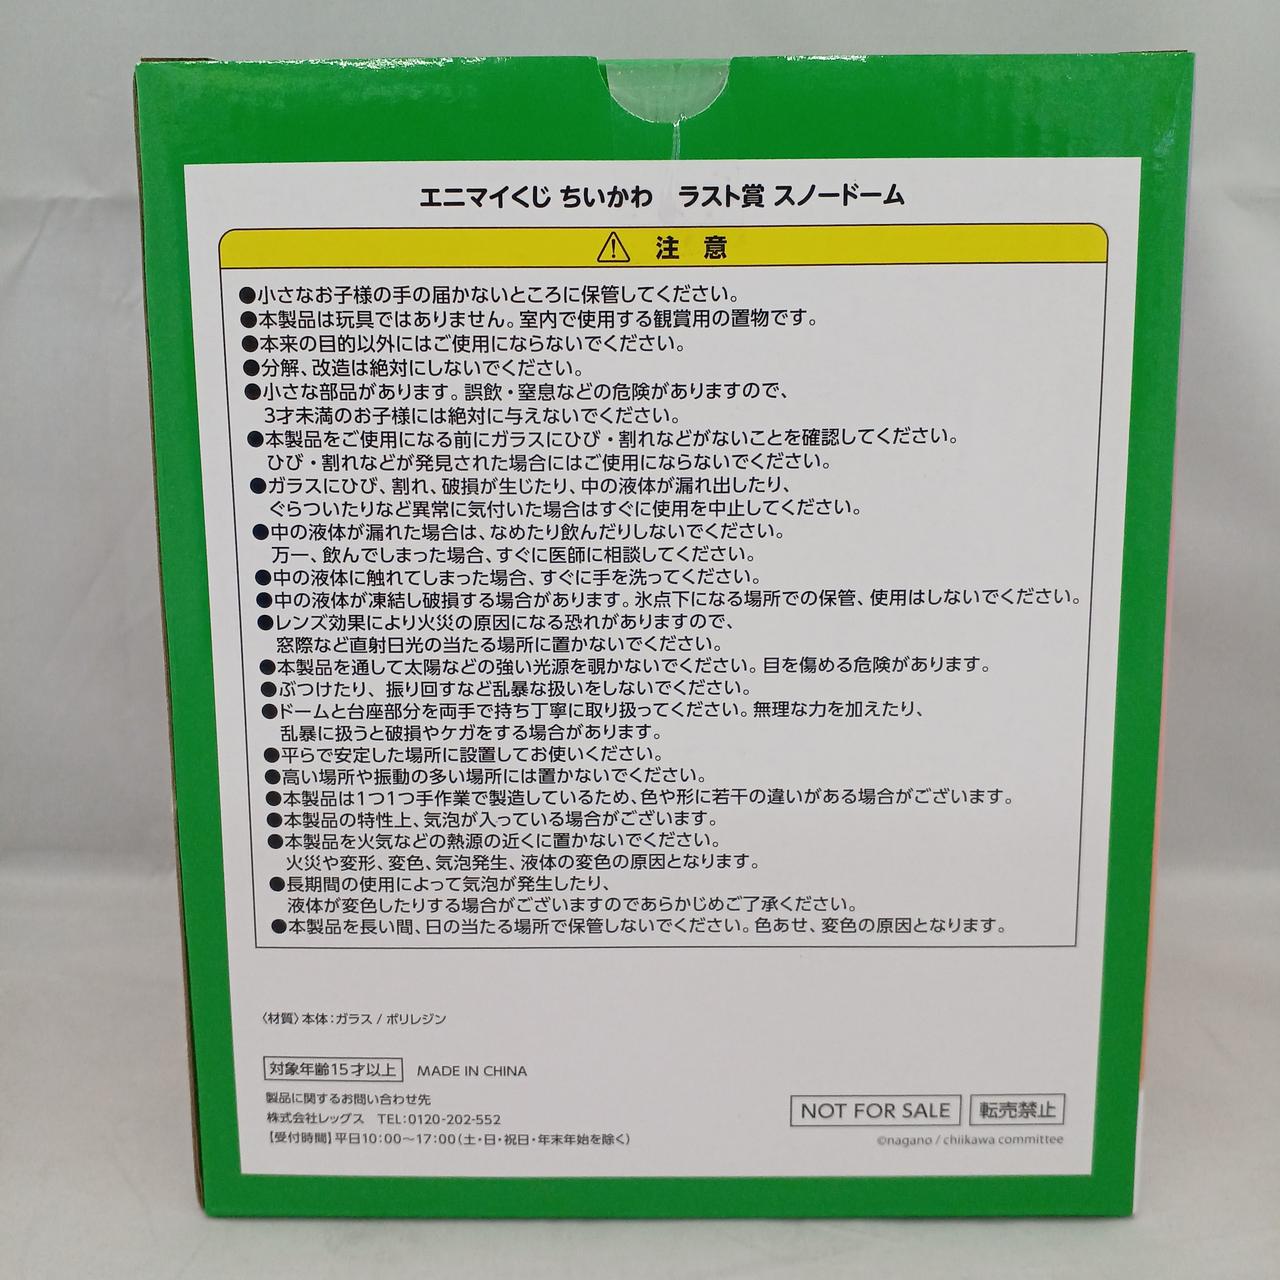 エニマイくじ ちいかわ　ラスト賞 スノードーム
注 意
●小さなお子様の手の届かないところに保管してください。
●本製品は玩具ではありません。室内で使用する観賞用の置物です。
●本来の目的以外にはご使用にならないでください。
●分解、改造は絶対にしないでください。
●小さな部品があります。誤飲・窒息などの危険がありますので、
3才未満のお子様には絶対に与えないでください。
●本製品をご使用になる前にガラスにひび・割れなどがないことを確認してください。
ひび・割れなどが発見された場合にはご使用にならないでください。
●ガラスにひび、割れ、破損が生じたり、中の液体が漏れ出したり、
ぐらついたりなど異常に気付いた場合はすぐに使用を中止してください。
●中の液体が漏れた場合は、なめたり飲んだりしないでください。
万一、飲んでしまった場合、すぐに医師に相談してください。
●中の液体に触れてしまった場合、すぐに手を洗ってください。
●中の液体が凍結し破損する場合があります。氷点下になる場所での保管、使用はしないでください。
●レンズ効果により火災の原因になる恐れがありますので、
窓際など直射日光の当たる場所に置かないでください。
●本製品を通して太陽などの強い光源を覗かないでください。目を傷める危険があります。
●ぶつけたり、振り回すなど乱暴な扱いをしないでください。
●ドームと台座部分を両手で持ち丁寧に取り扱ってください。無理な力を加えたり、
乱暴に扱うと破損やケガをする場合があります。
●平らで安定した場所に設置してお使いください。
●高い場所や振動の多い場所には置かないでください。
●本製品は1つ1つ手作業で製造しているため、色や形に若干の違いがある場合がございます。
●本製品の特性上、気泡が入っている場合がございます。
●本製品を火気などの熱源の近くに置かないでください。
火災や変形、変色、気泡発生、液体の変色の原因となります。
●長期間の使用によって気泡が発生したり、
液体が変色したりする場合がございますのであらかじめご了承ください。
●本製品を長い間、日の当たる場所で保管しないでください。色あせ、変色の原因となります。
〈材質〉本体：ガラス / ポリレジン
対象年齢15才以上 MADE IN CHINA
製品に関するお問い合わせ先
株式会社レッグス　TEL：0120-202-552
【受付時間】平日10：00～17：00（土・日・祝日・年末年始を除く）
NOT FOR SALE 転売禁止
©nagano / chiikawa committee